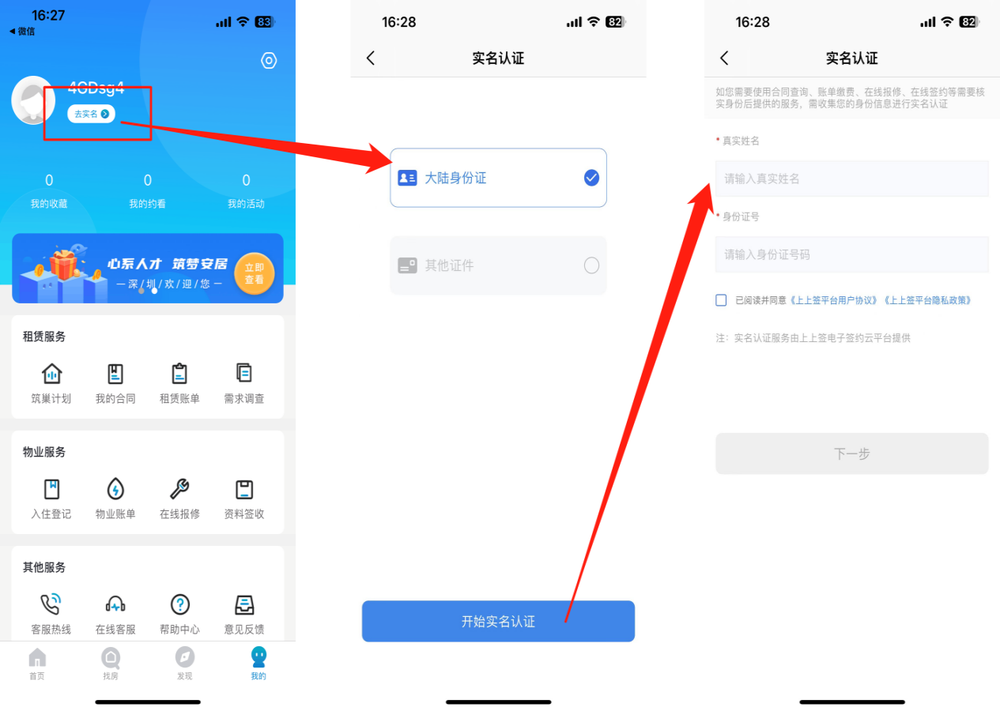 16:27
83
微信
4GDsg4
去实名
0
0
0
我的收藏
我的约看
我的活动
心系人才 筑梦安居
深/圳/欢/迎/您
立即
查看
租赁服务
筑巢计划
我的合同
租赁账单
需求调查
物业服务
入住登记
物业账单
在线报修
资料签收
其他服务
客服热线
在线客服
帮助中心
意见反馈
首页
找房
发现
我的
16:28
82
实名认证
大陆身份证
其他证件
开始实名认证
16:28
82
实名认证
如您需要使用合同查询、账单缴费、在线报修、在线签约等需要核
实身份后提供的服务，需收集您的身份信息进行实名认证
* 真实姓名
请输入真实姓名
* 身份证号
请输入身份证号码
已阅读并同意《上上签平台用户协议》《上上签平台隐私政策》
注：实名认证服务由上上签电子签约云平台提供
下一步